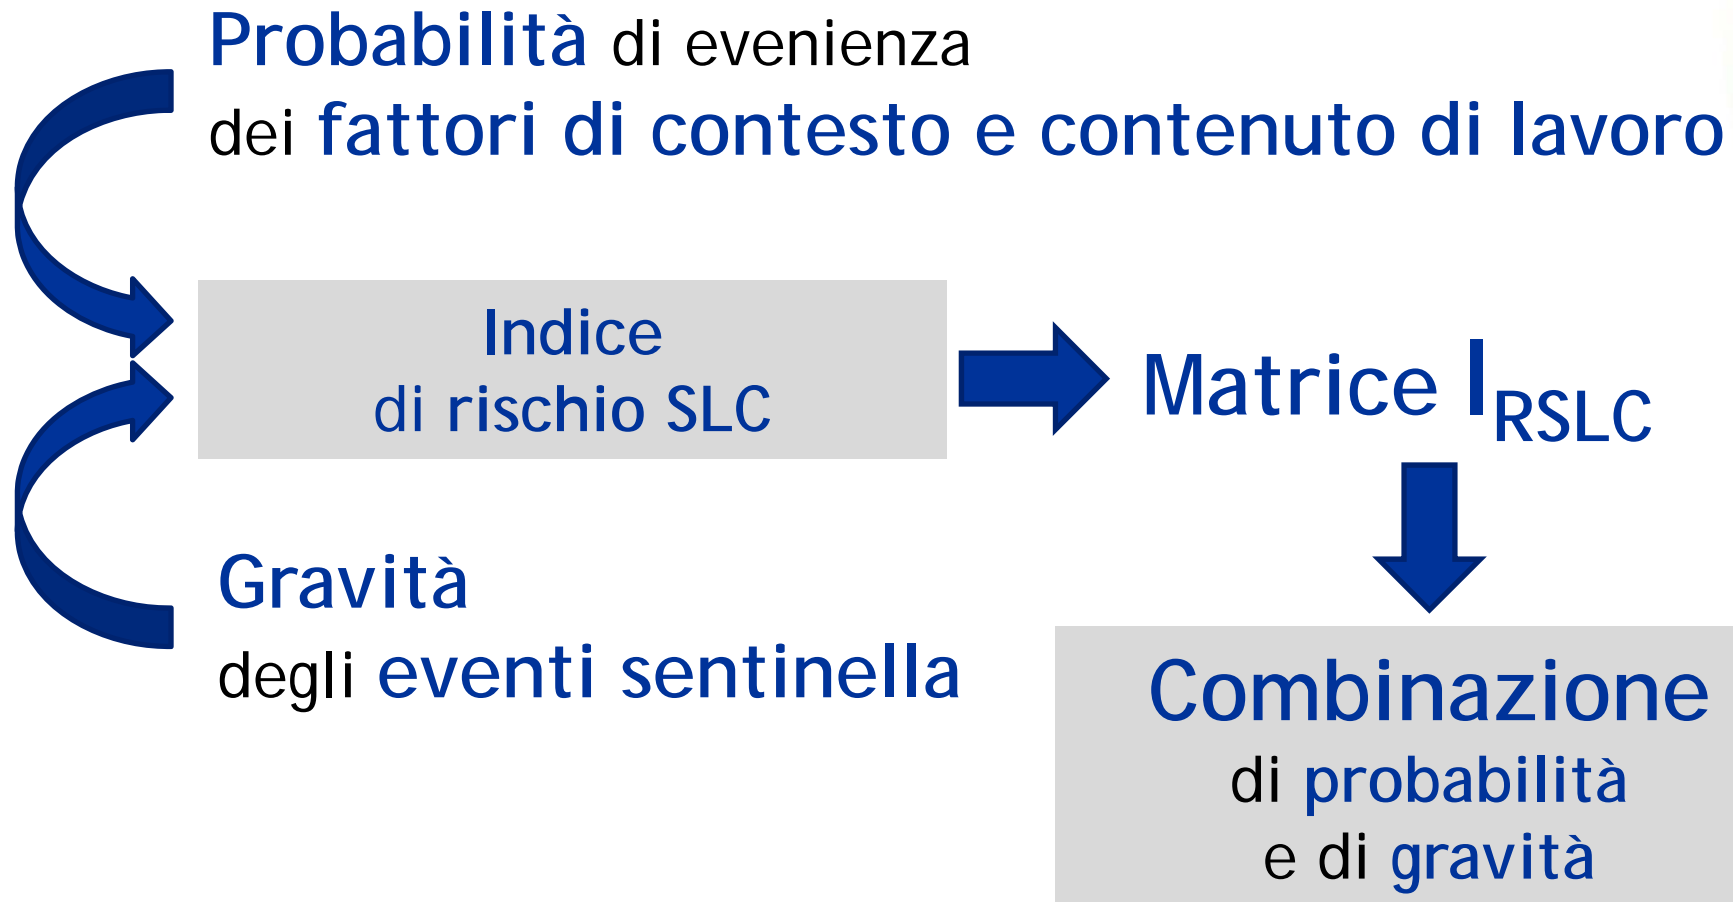 Probabilità di evenienza
dei fattori di contesto e contenuto di lavoro
Indice
di rischio SLC
Matrice I_RSLC
Gravità
degli eventi sentinella
Combinazione
di probabilità
e di gravità